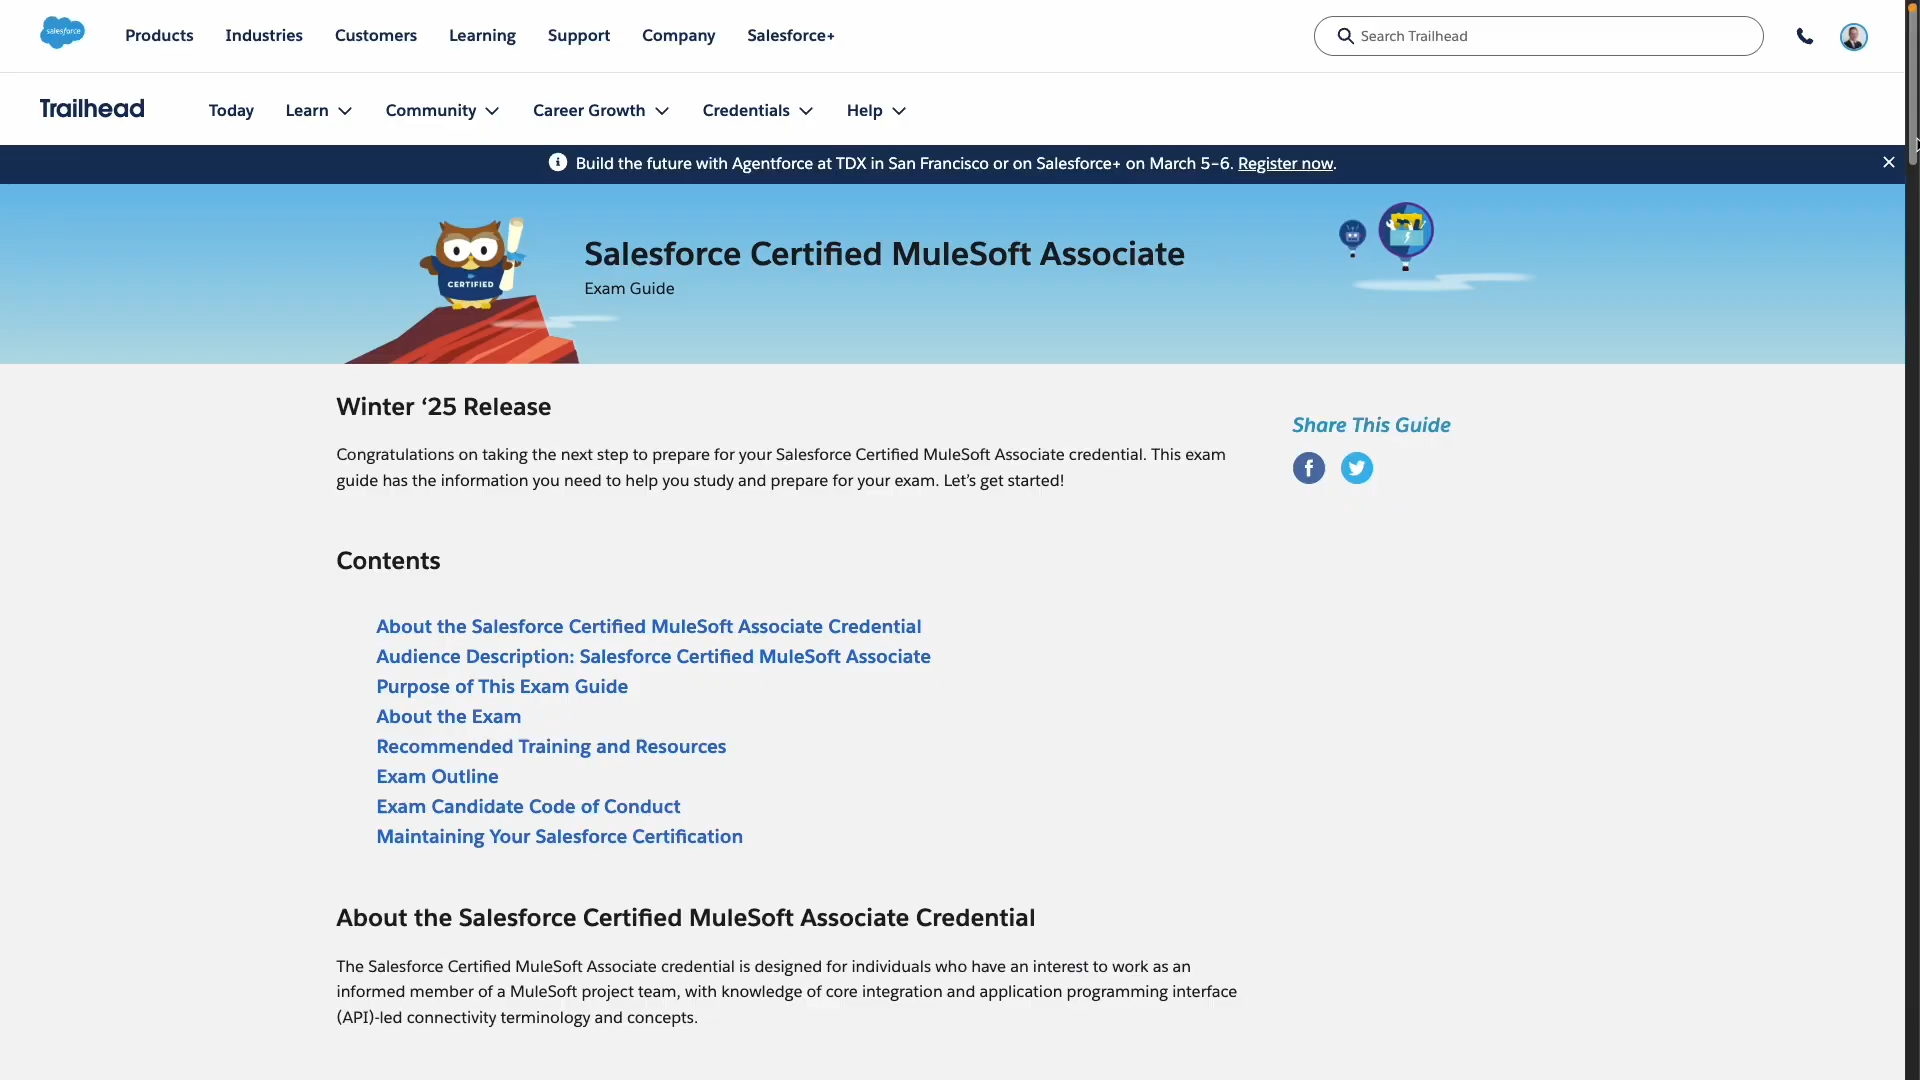 salesforce
Products Industries Customers Learning Support Company Salesforce+
Search Trailhead
Trailhead
Today Learn Community Career Growth Credentials Help
Build the future with Agentforce at TDX in San Francisco or on Salesforce+ on March 5–6. Register now.
CERTIFIED
Salesforce Certified MuleSoft Associate
Exam Guide
Winter ‘25 Release
Congratulations on taking the next step to prepare for your Salesforce Certified MuleSoft Associate credential. This exam
guide has the information you need to help you study and prepare for your exam. Let’s get started!
Share This Guide
Contents
About the Salesforce Certified MuleSoft Associate Credential
Audience Description: Salesforce Certified MuleSoft Associate
Purpose of This Exam Guide
About the Exam
Recommended Training and Resources
Exam Outline
Exam Candidate Code of Conduct
Maintaining Your Salesforce Certification
About the Salesforce Certified MuleSoft Associate Credential
The Salesforce Certified MuleSoft Associate credential is designed for individuals who have an interest to work as an
informed member of a MuleSoft project team, with knowledge of core integration and application programming interface
(API)-led connectivity terminology and concepts.